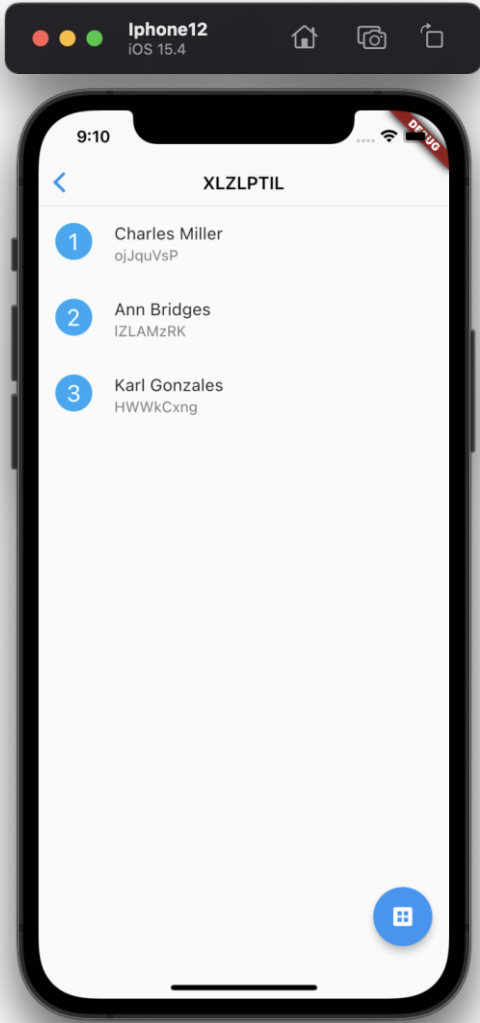 Iphone12
iOS 15.4
9:10
DEBUG
XLZLPTIL
1
Charles Miller
ojJquVsP
2
Ann Bridges
IZLAMzRK
3
Karl Gonzales
HWWkCxng